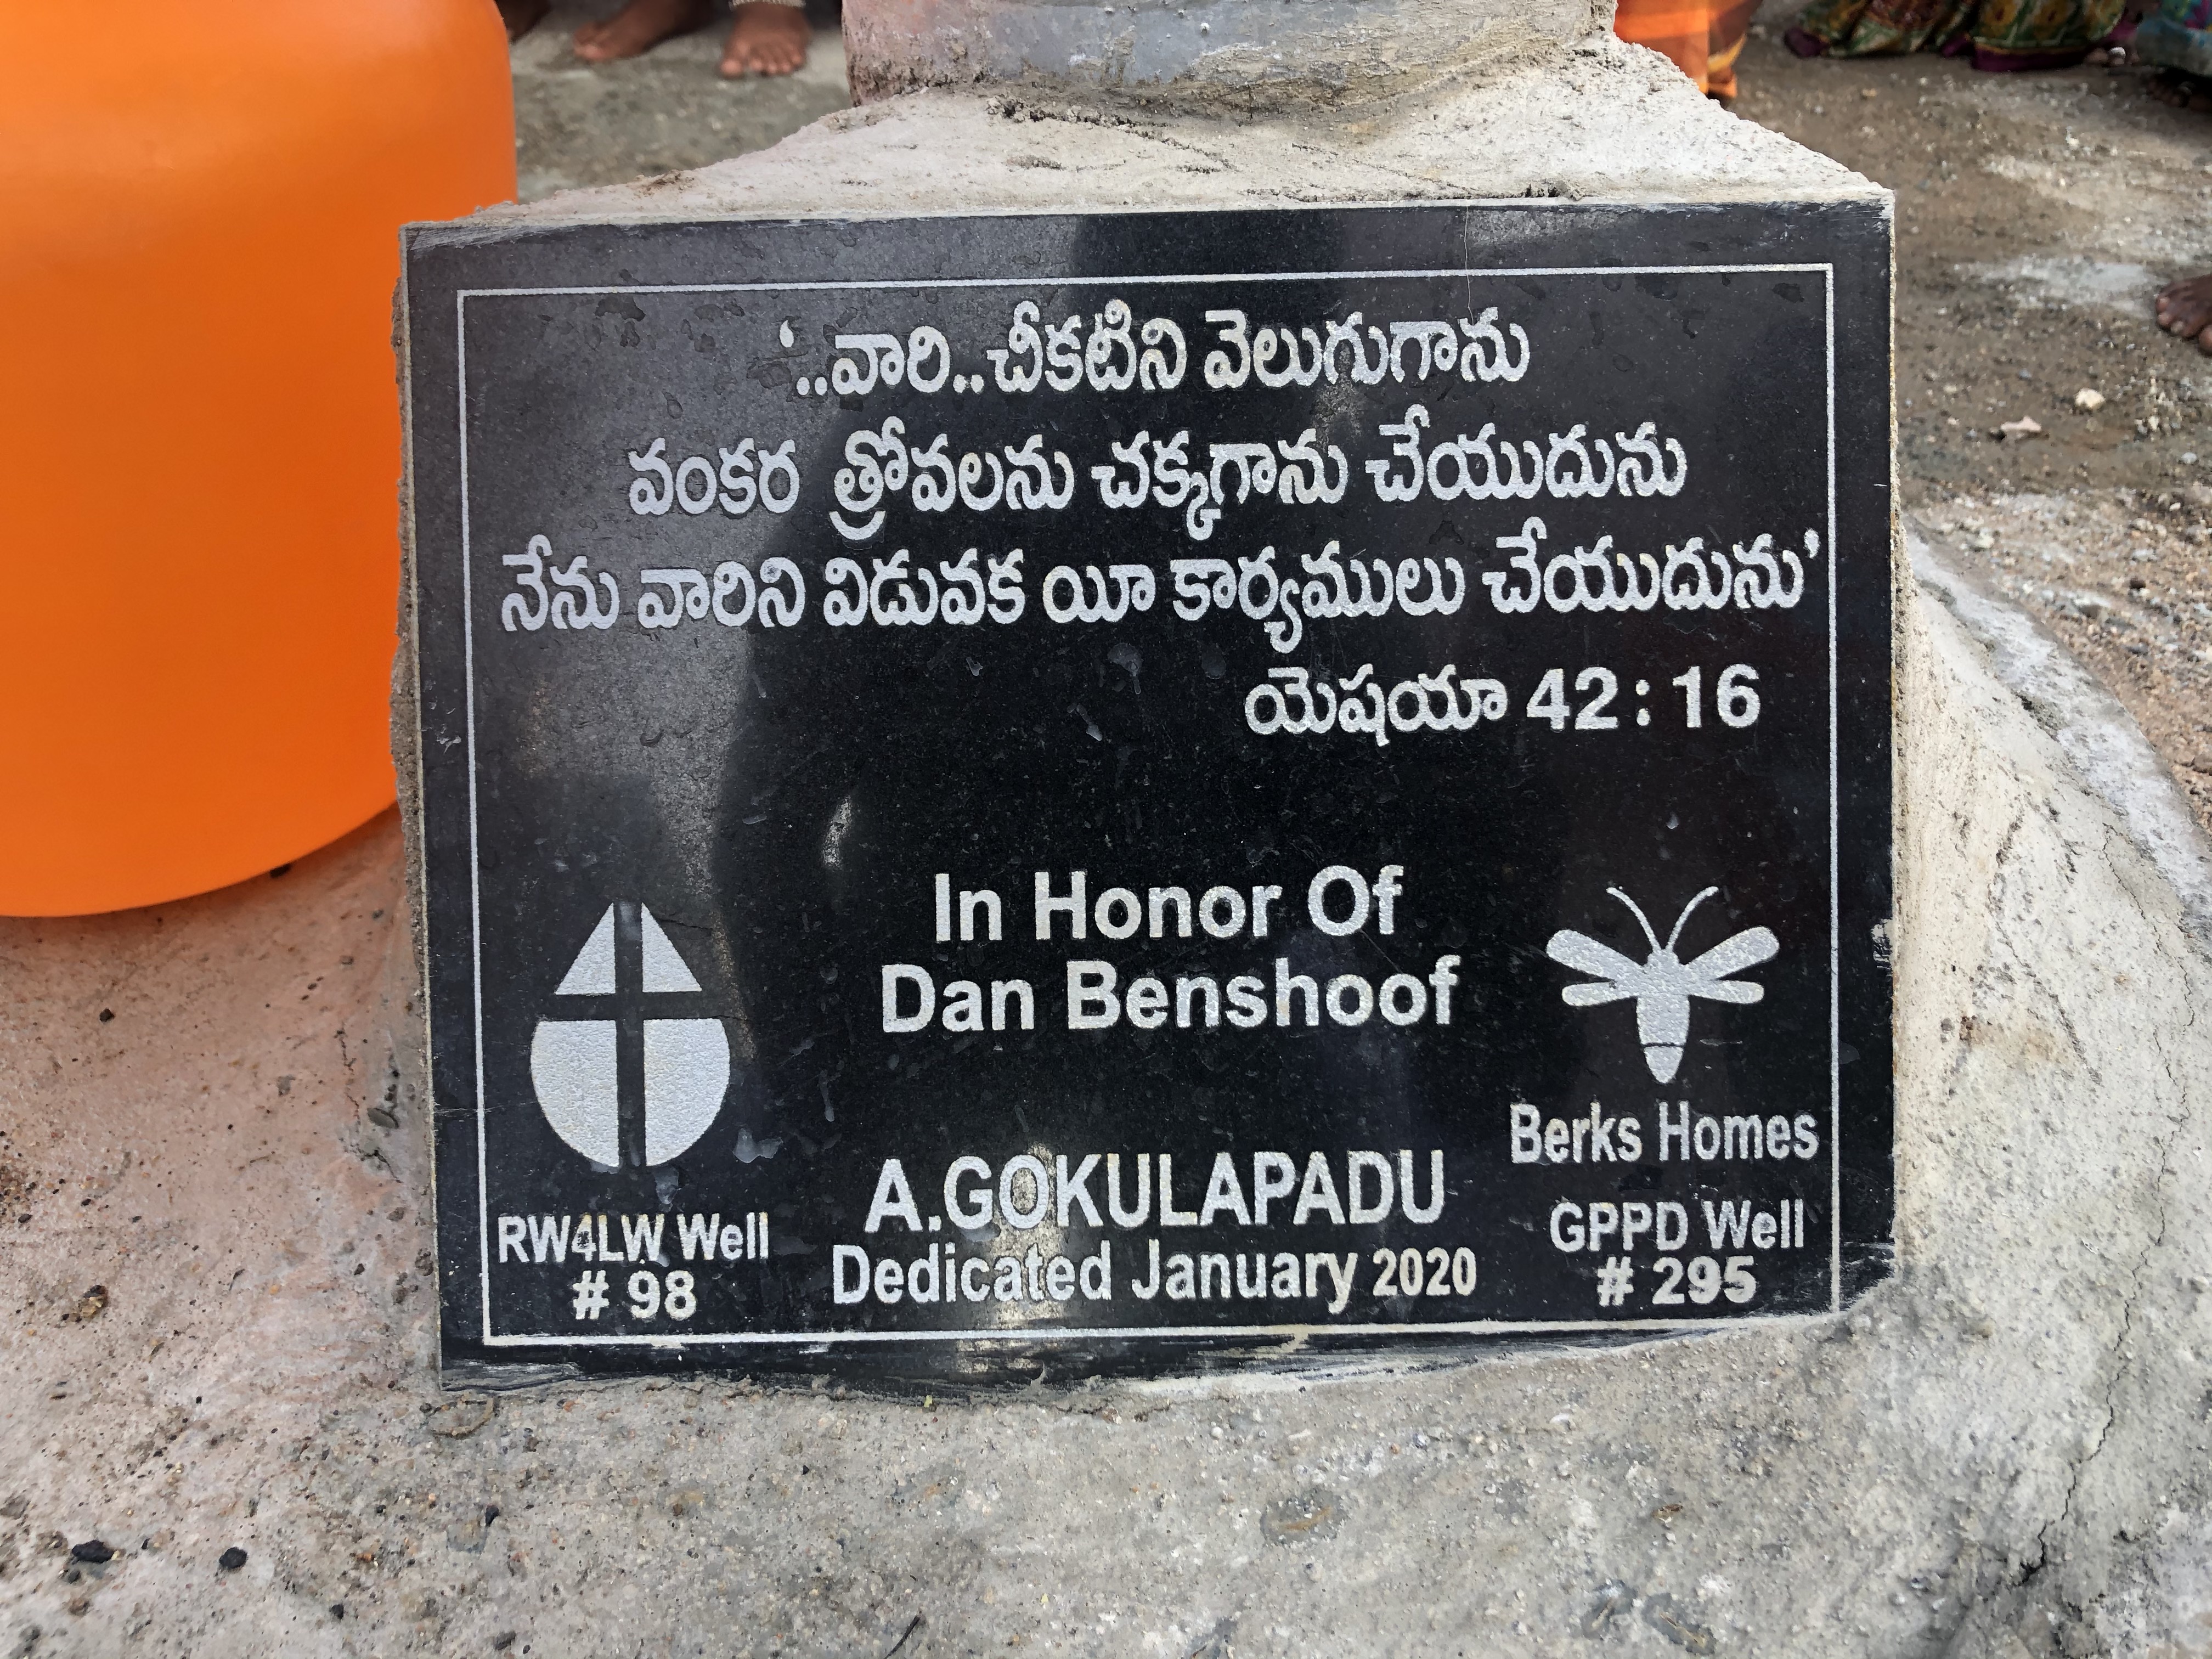 ‘..వారి..చీకటిని వెలుగుగాను
వంకర త్రోవలను చక్కగాను చేయుదును
నేను వారిని విడువక యీ కార్యములు చేయుదును’
యెషయా 42 : 16
In Honor Of
Dan Benshoof
Berks Homes
A.GOKULAPADU
Dedicated January 2020
RW4LW Well
# 98
GPPD Well
# 295